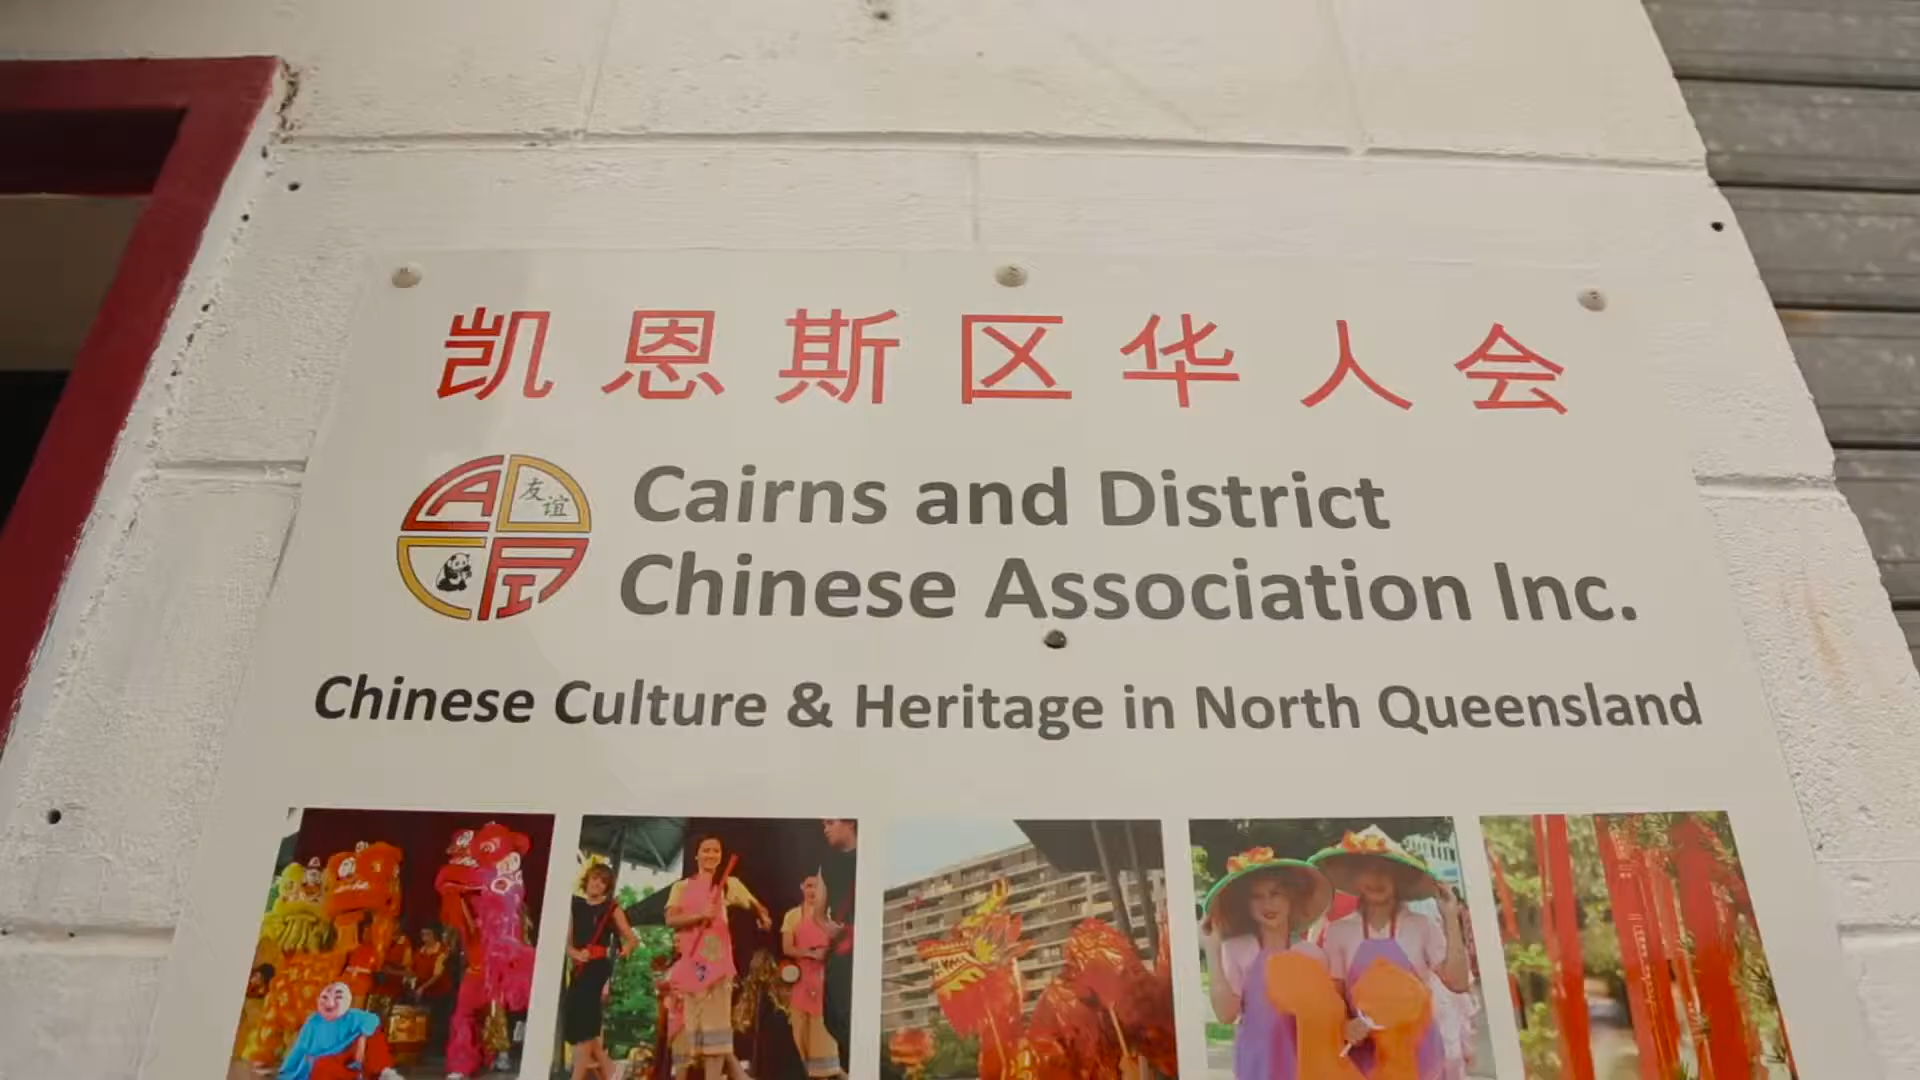 凯恩斯区华人会
友谊
Cairns and District
Chinese Association Inc.
Chinese Culture & Heritage in North Queensland